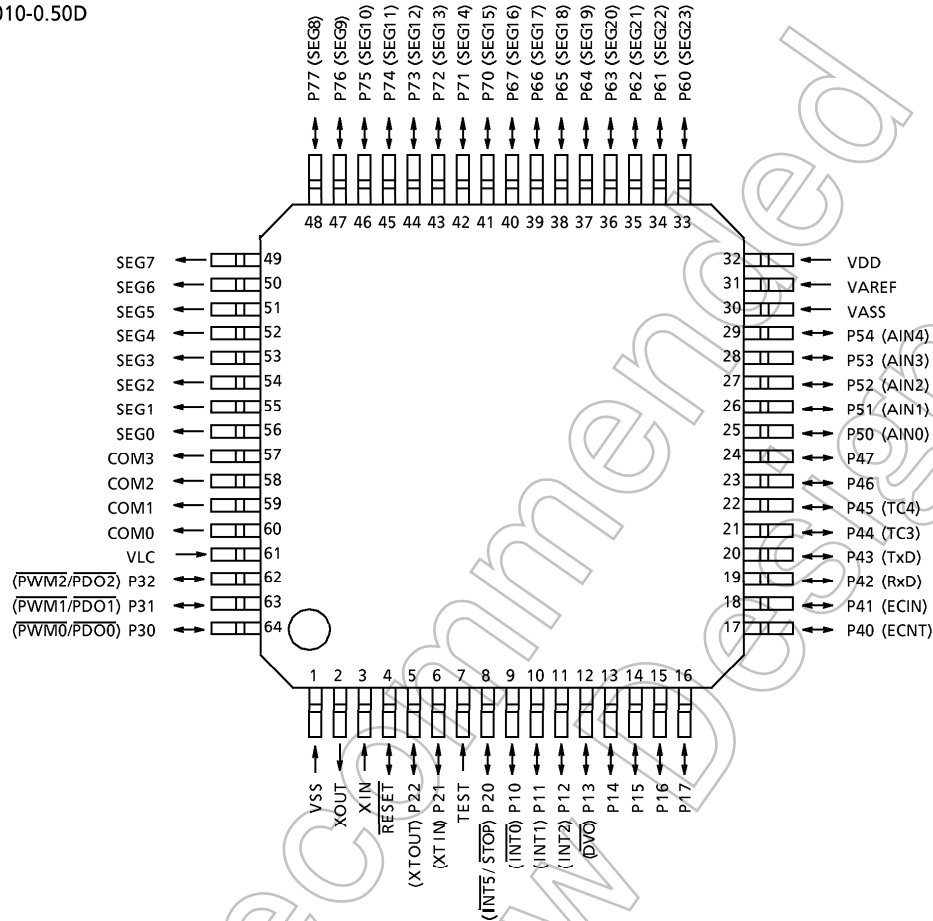 010-0.50D
P77 (SEG8)
P76 (SEG9)
P75 (SEG10)
P74 (SEG11)
P73 (SEG12)
P72 (SEG13)
P71 (SEG14)
P70 (SEG15)
P67 (SEG16)
P66 (SEG17)
P65 (SEG18)
P64 (SEG19)
P63 (SEG20)
P62 (SEG21)
P61 (SEG22)
P60 (SEG23)
48 47 46 45 44 43 42 41 40 39 38 37 36 35 34 33
SEG7 49
SEG6 50
SEG5 51
SEG4 52
SEG3 53
SEG2 54
SEG1 55
SEG0 56
COM3 57
COM2 58
COM1 59
COM0 60
VLC 61
(PWM2/PDO2) P32 62
(PWM1/PDO1) P31 63
(PWM0/PDO0) P30 64
32 VDD
31 VAREF
30 VASS
29 P54 (AIN4)
28 P53 (AIN3)
27 P52 (AIN2)
26 P51 (AIN1)
25 P50 (AIN0)
24 P47
23 P46
22 P45 (TC4)
21 P44 (TC3)
20 P43 (TxD)
19 P42 (RxD)
18 P41 (ECIN)
17 P40 (ECNT)
1 2 3 4 5 6 7 8 9 10 11 12 13 14 15 16
VSS
XOUT
XIN
RESET
(XTOUT) P22
(XTIN) P21
TEST
(INT5/STOP) P20
(INT0) P10
(INT1) P11
(INT2) P12
(DVO) P13
P14
P15
P16
P17
ecommended
w Design